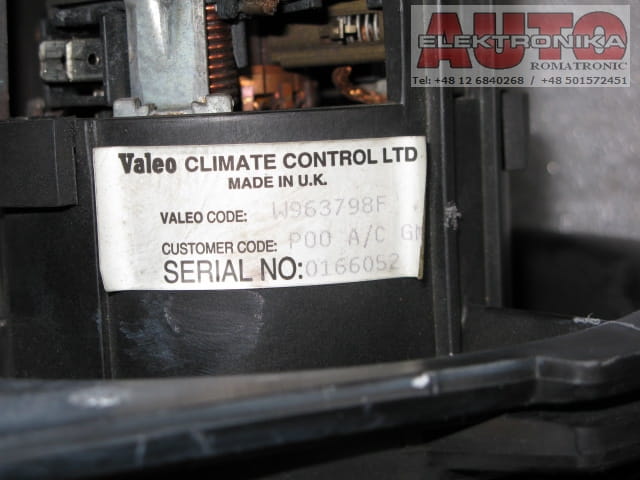 AUTO
ELEKTRONIKA
ROMATRONIC
Tel: +48 12 6840268 / +48 501572451
Valeo CLIMATE CONTROL LTD
MADE IN U.K.
VALEO CODE: W963798F
CUSTOMER CODE: P00 A/C GM
SERIAL NO: 0166052